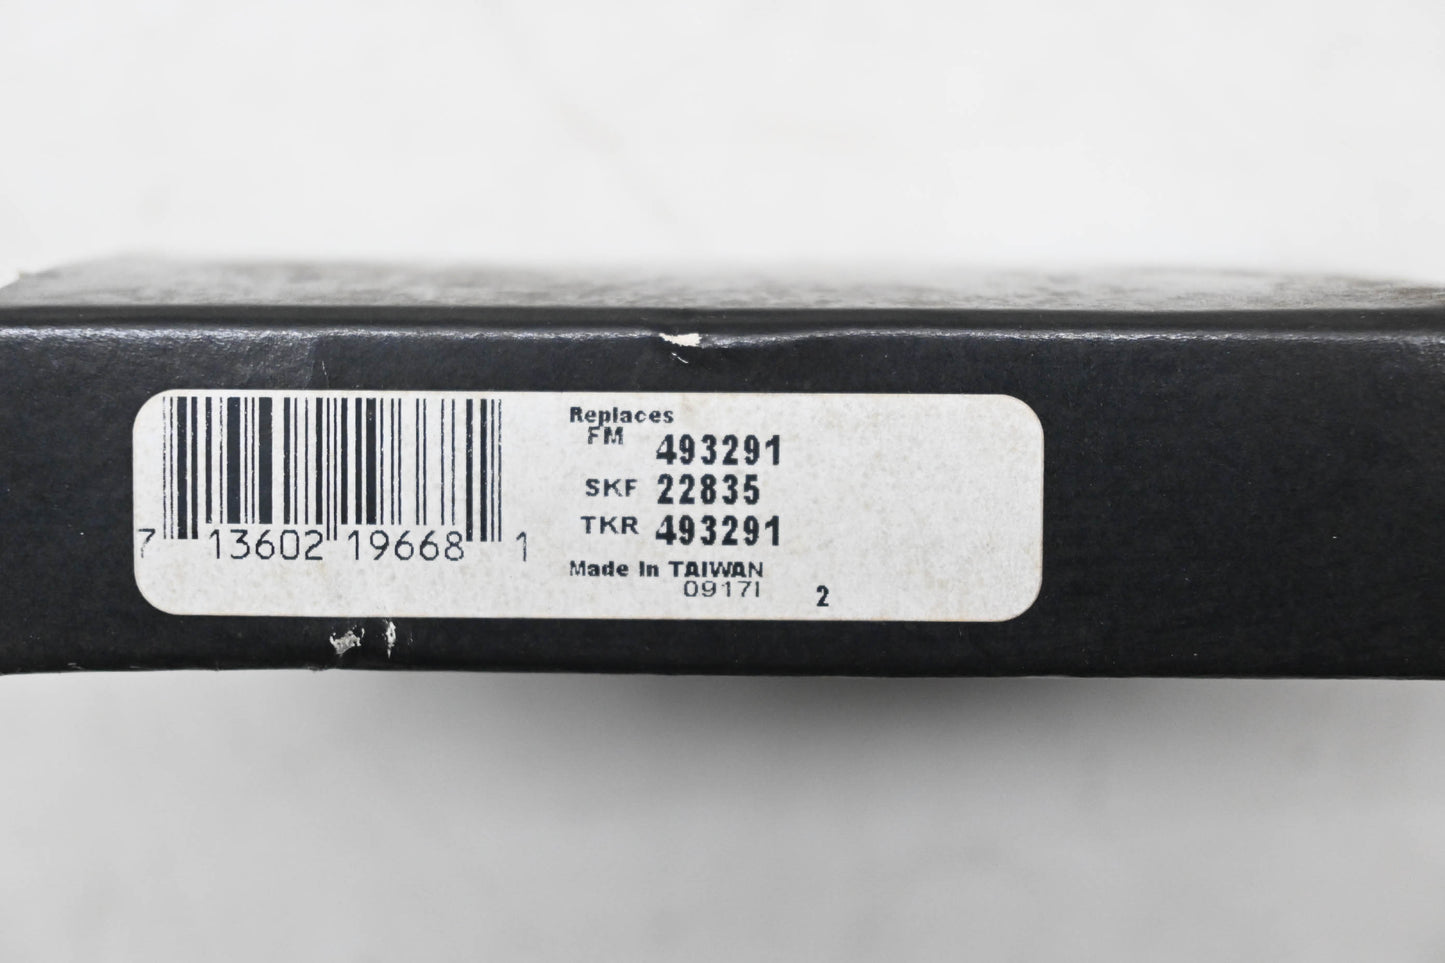 7 13602 19668 1
Replaces
FM 493291
SKF 22835
TKR 493291
Made In TAIWAN
0917I 2